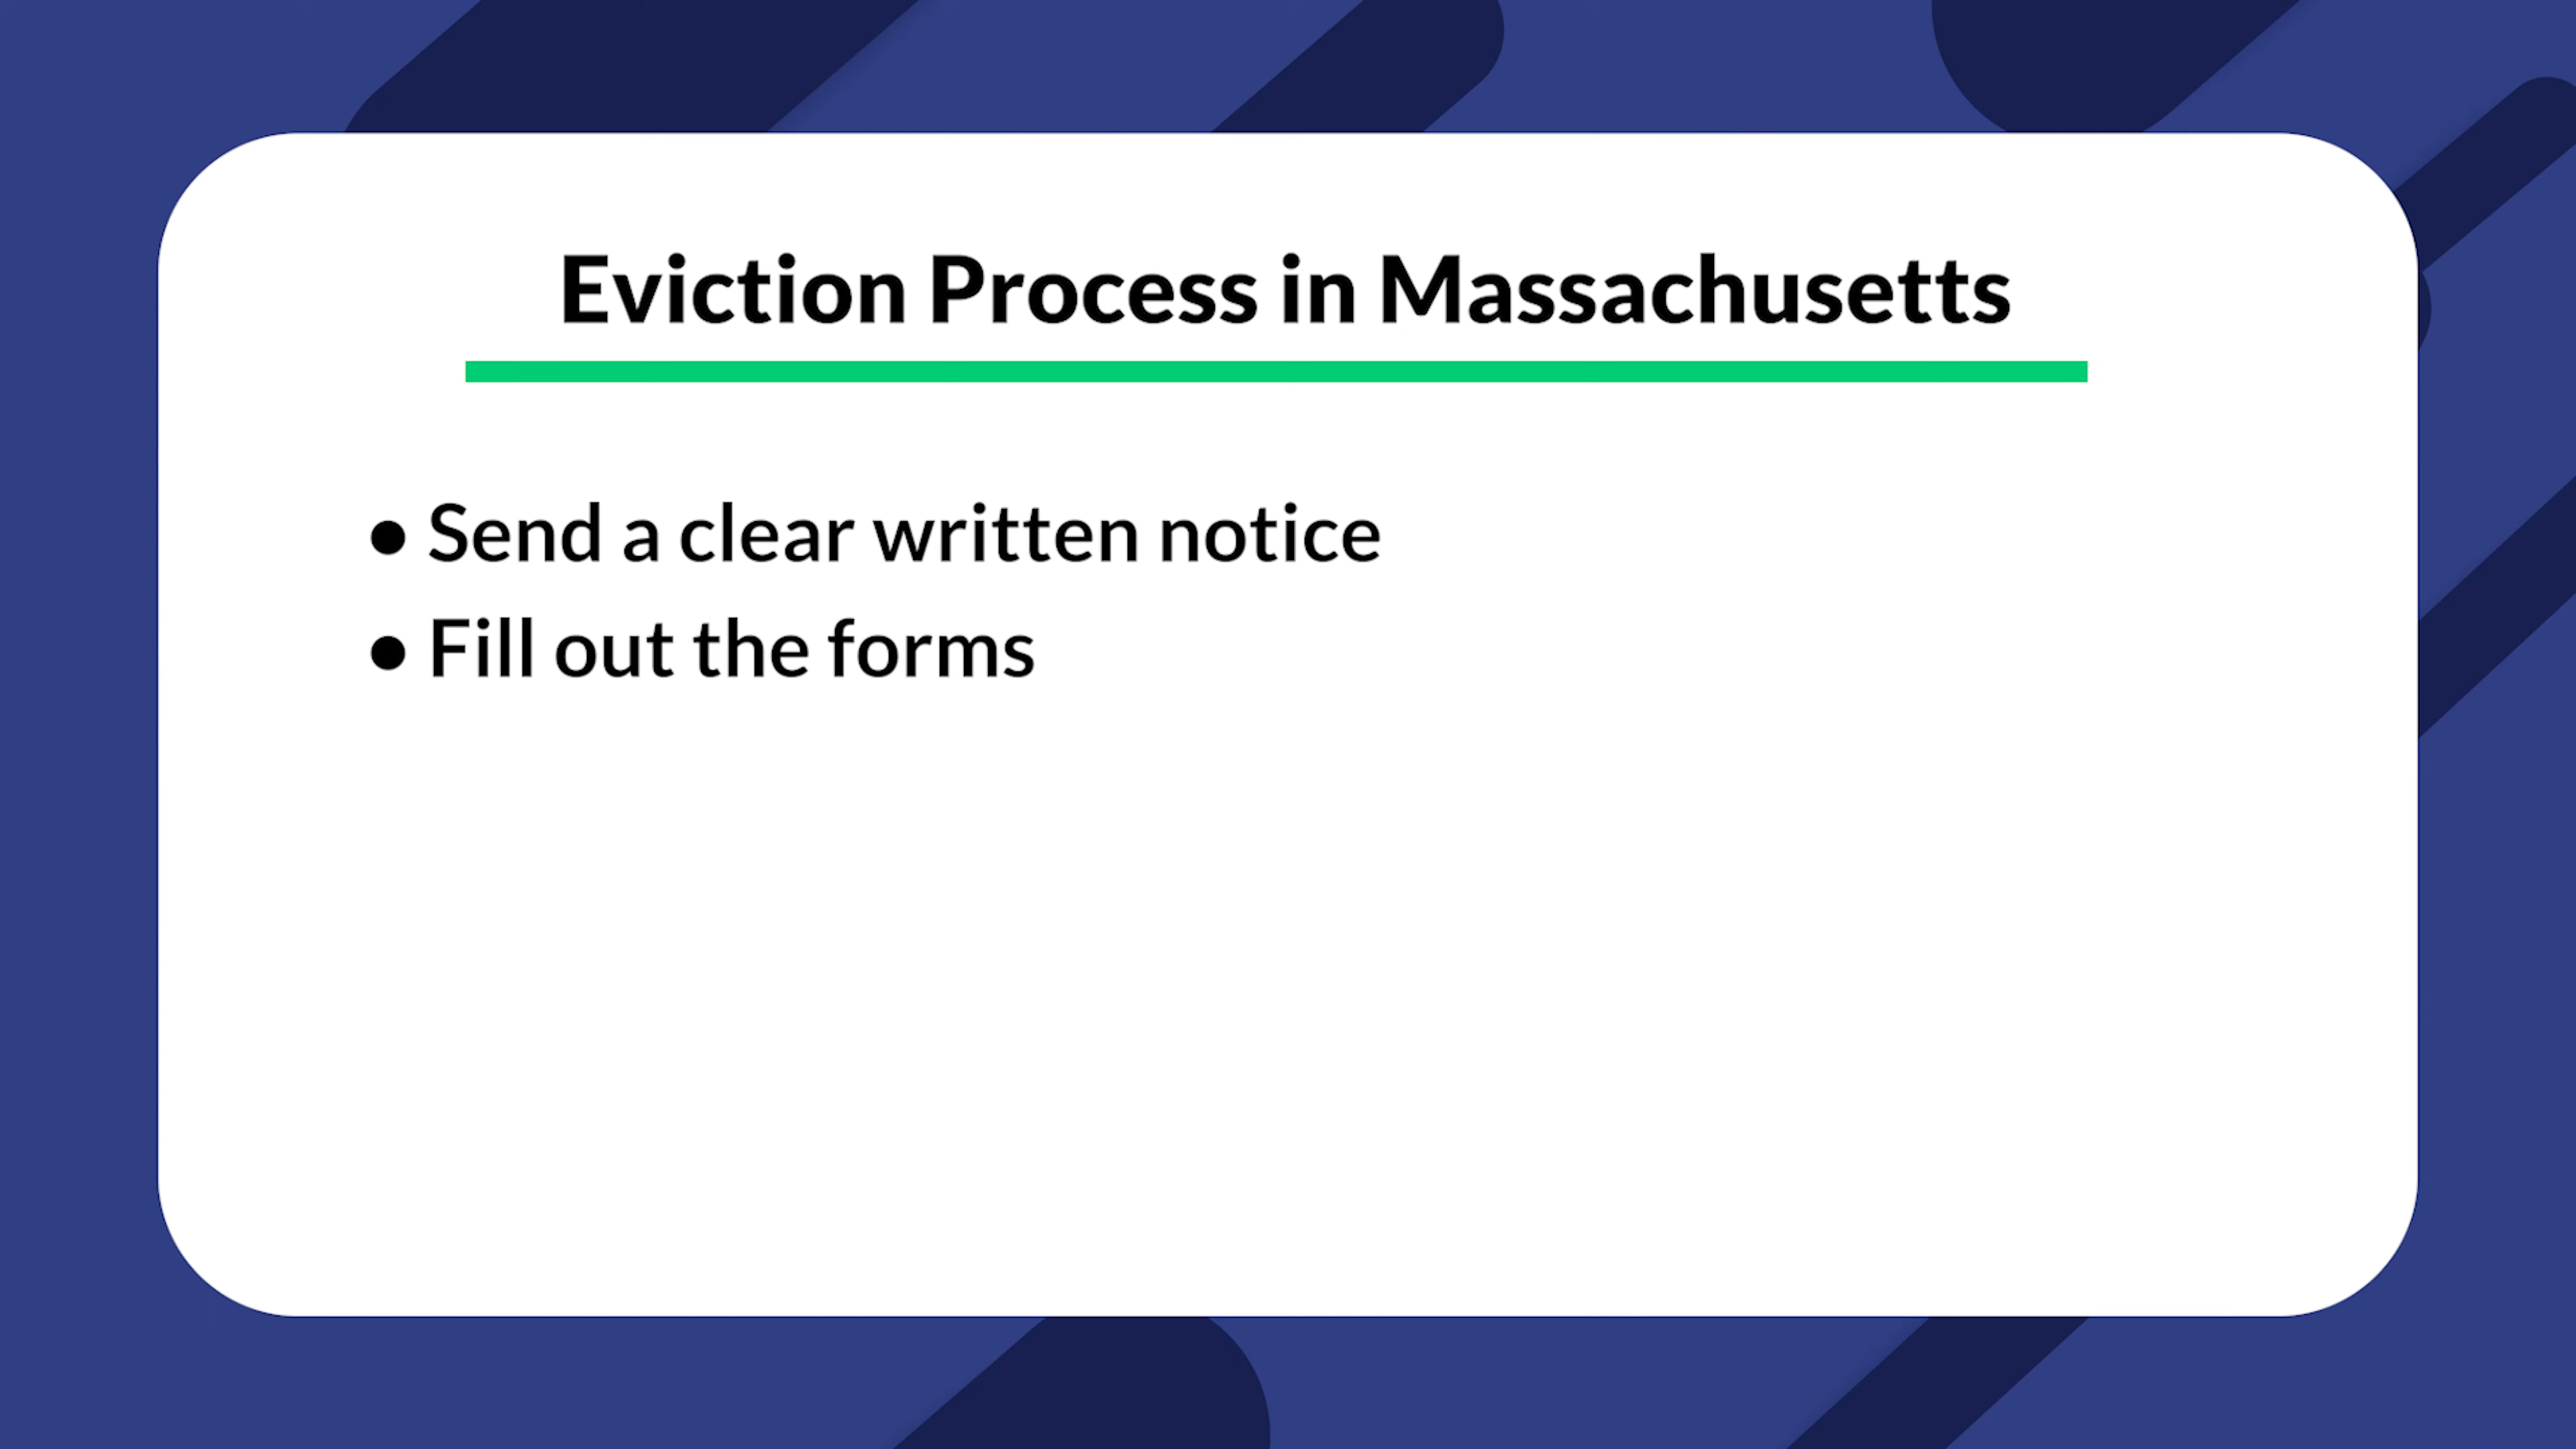 Eviction Process in Massachusetts
• Send a clear written notice
• Fill out the forms